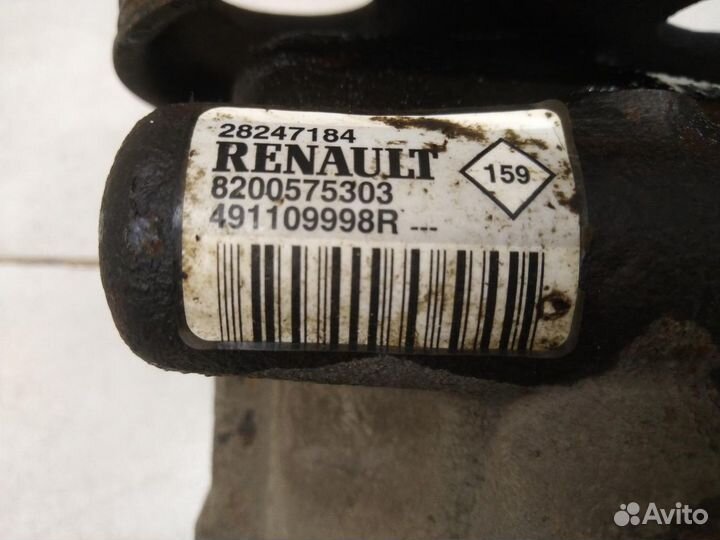 28247184
RENAULT
8200575303
159
491109998R ---
Avito